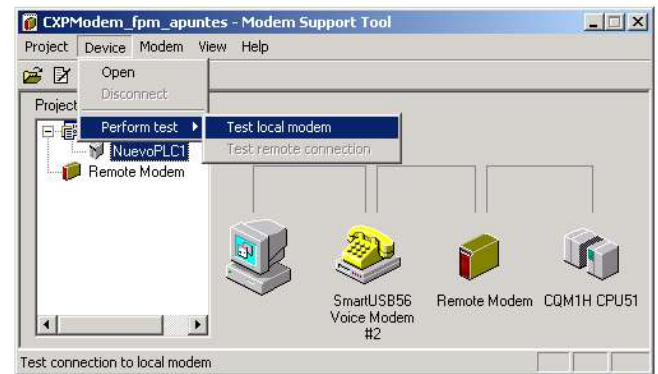 CXPModem_fpm_apuntes - Modem Support Tool
Project Device Modem View Help
Open
Disconnect
Project
Perform test
Test local modem
NuevoPLC1
Test remote connection
Remote Modem
SmartUSB56
Voice Modem
#2
Remote Modem
CQM1H CPU51
Test connection to local modem